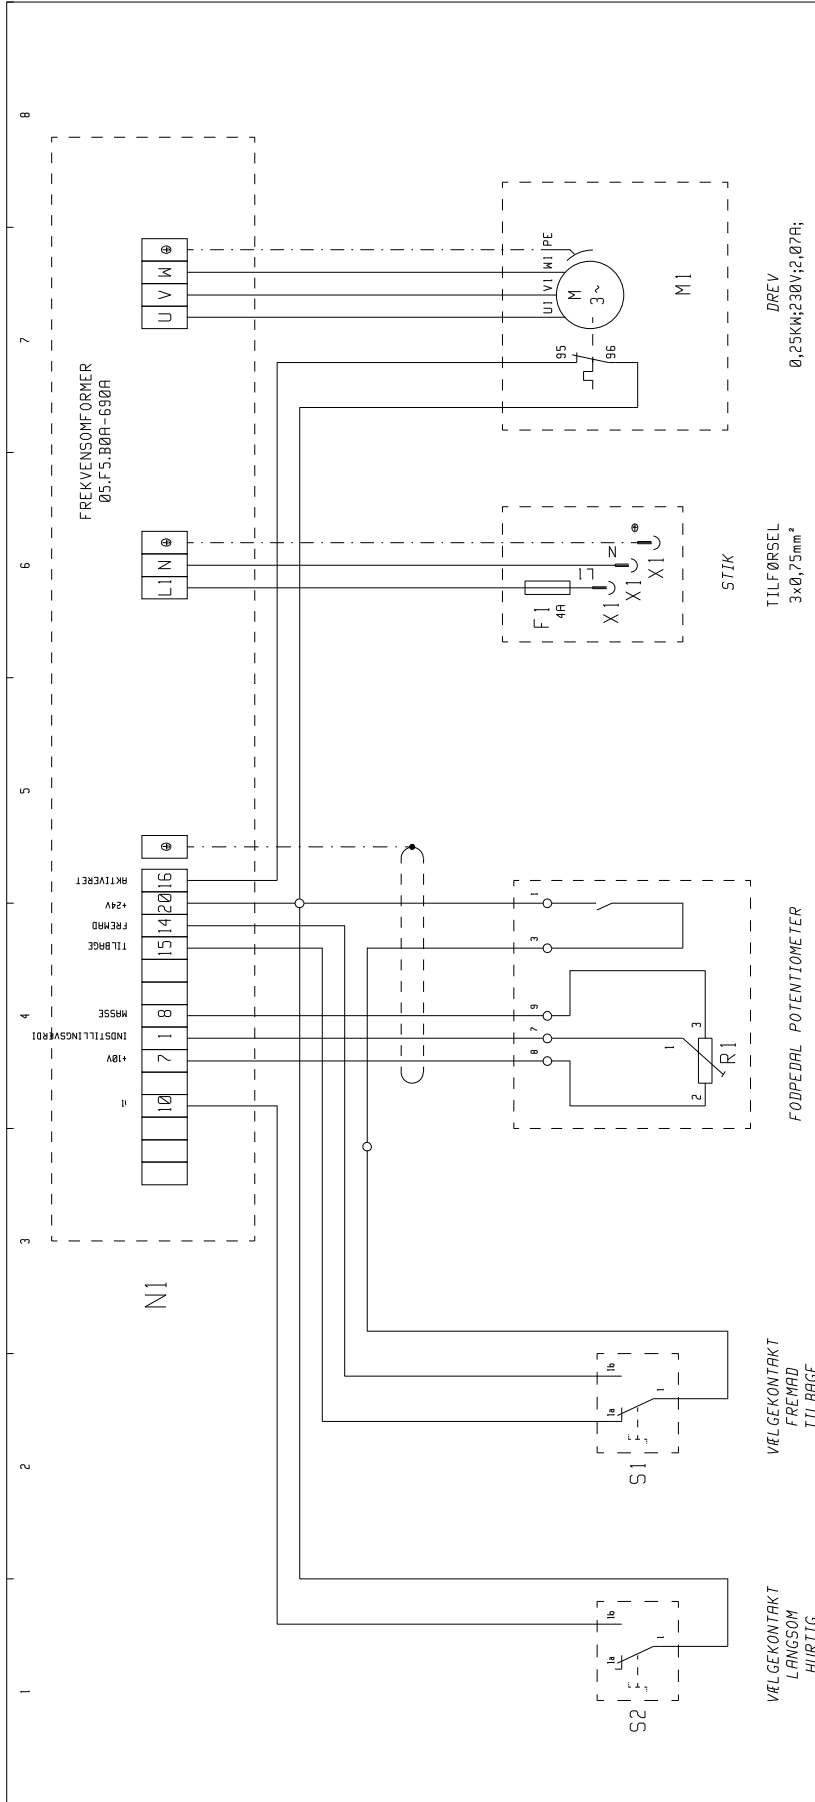 1
2
3
4
5
6
7
8
N1
FREKVENSOMFORMER
05.F5.B0A-690A
i1
+10V
INDSTILLINGSVERDI
MASSE
TILBAGE
FREMAD
+24V
AKTIVERET
10
7
1
8
15
14
20
16
L1
N
U
V
W
S2
1a
1b
1
VÆLGEKONTAKT
LANGSOM
HURTIG
S1
1a
1b
1
VÆLGEKONTAKT
FREMAD
TILBAGE
8
7
9
3
1
2
1
3
R1
FODPEDAL POTENTIOMETER
F1
4A
L1
N
X1
X1
X1
STIK
TILFØRSEL
3x0,75mm²
95
96
U1
V1
W1
PE
M
3~
M1
DREV
0,25KW;230V;2,07A;